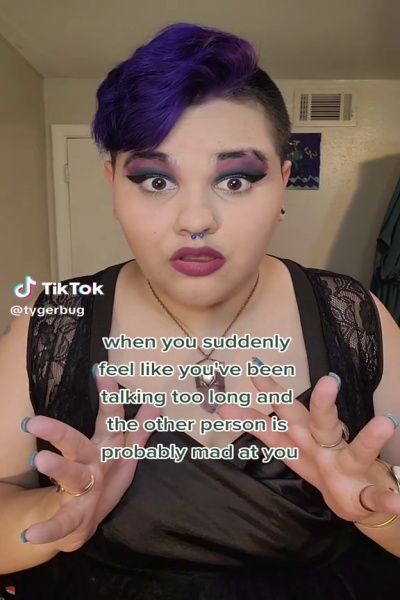 TikTok
@tygerbug
when you suddenly
feel like you've been
talking too long and
the other person is
probably mad at you